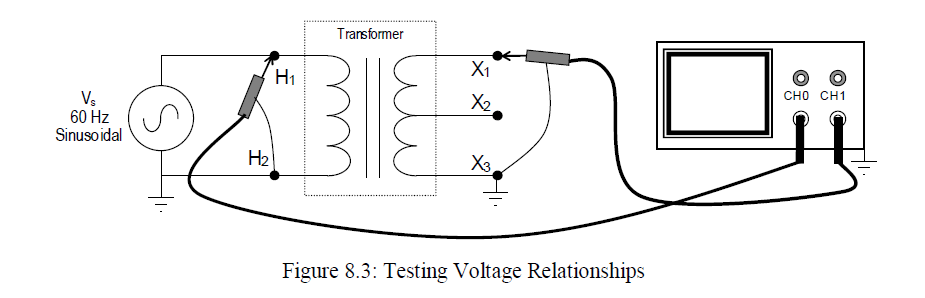 Transformer
H1
X1
Vs
60 Hz
Sinusoidal
X2
CH0 CH1
H2
X3
Figure 8.3: Testing Voltage Relationships